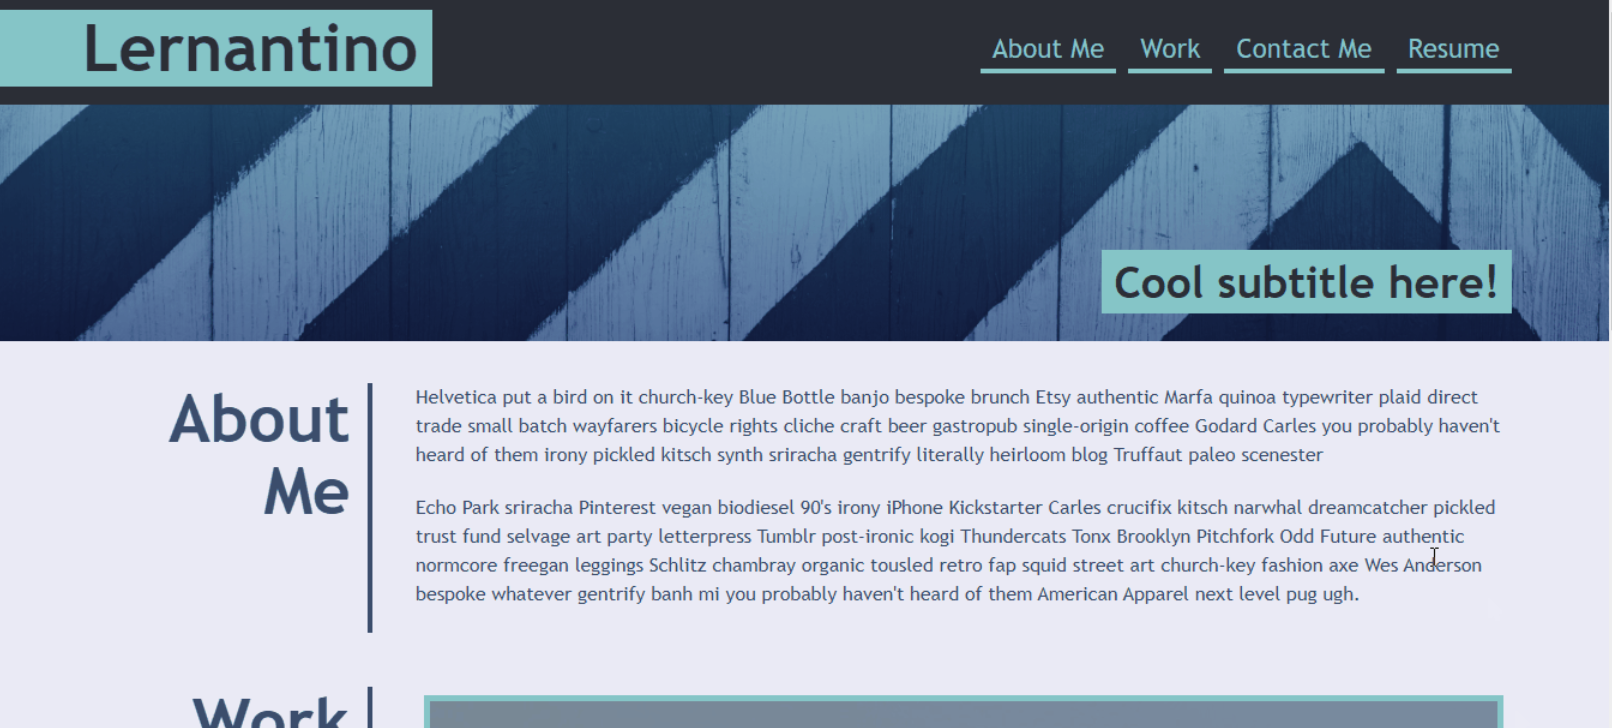 Lernantino
About Me Work Contact Me Resume
Cool subtitle here!
About
Me
Helvetica put a bird on it church-key Blue Bottle banjo bespoke brunch Etsy authentic Marfa quinoa typewriter plaid direct
trade small batch wayfarers bicycle rights cliche craft beer gastropub single-origin coffee Godard Carles you probably haven't
heard of them irony pickled kitsch synth sriracha gentrify literally heirloom blog Truffaut paleo scenester
Echo Park sriracha Pinterest vegan biodiesel 90's irony iPhone Kickstarter Carles crucifix kitsch narwhal dreamcatcher pickled
trust fund selvage art party letterpress Tumblr post-ironic kogi Thundercats Tonx Brooklyn Pitchfork Odd Future authentic
normcore freegan leggings Schlitz chambray organic tousled retro fap squid street art church-key fashion axe Wes Anderson
bespoke whatever gentrify banh mi you probably haven't heard of them American Apparel next level pug ugh.
Work